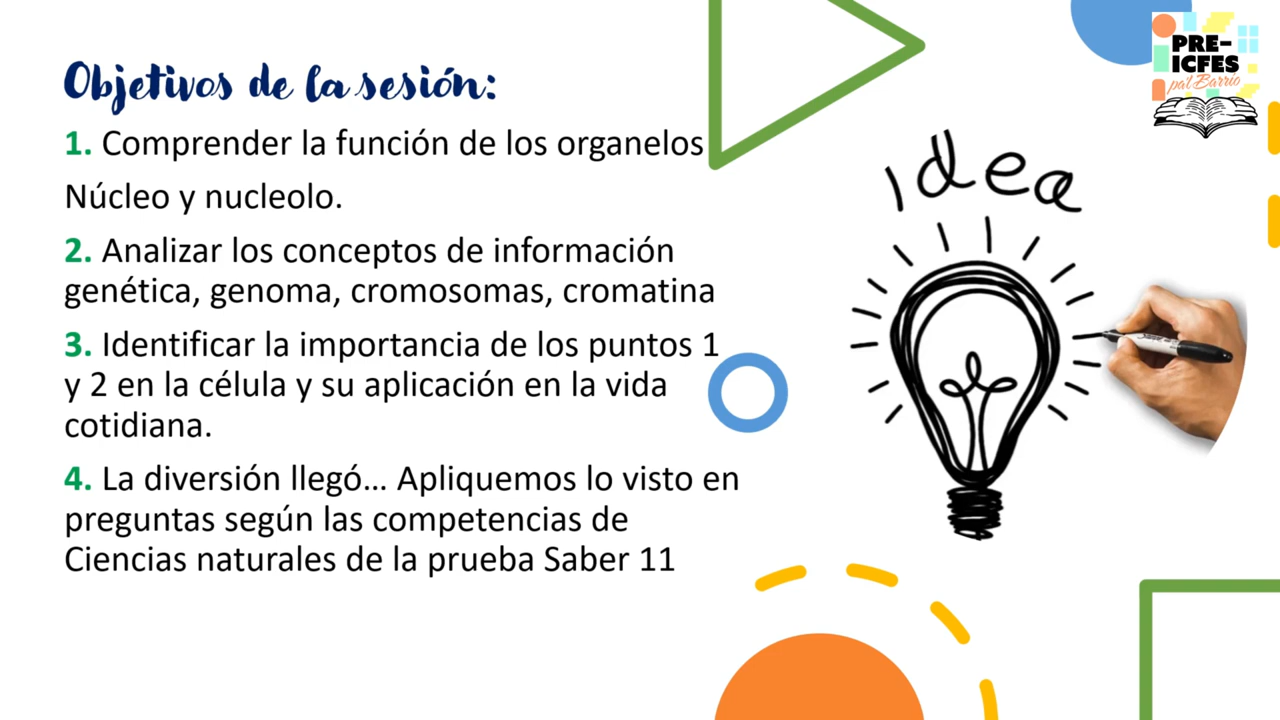 Objetivos de la sesión:
1. Comprender la función de los organelos
Núcleo y nucleolo.
2. Analizar los conceptos de información
genética, genoma, cromosomas, cromatina
3. Identificar la importancia de los puntos 1
y 2 en la célula y su aplicación en la vida
cotidiana.
4. La diversión llegó... Apliquemos lo visto en
preguntas según las competencias de
Ciencias naturales de la prueba Saber 11
idea
PRE-
ICFES
pa'l Barrio